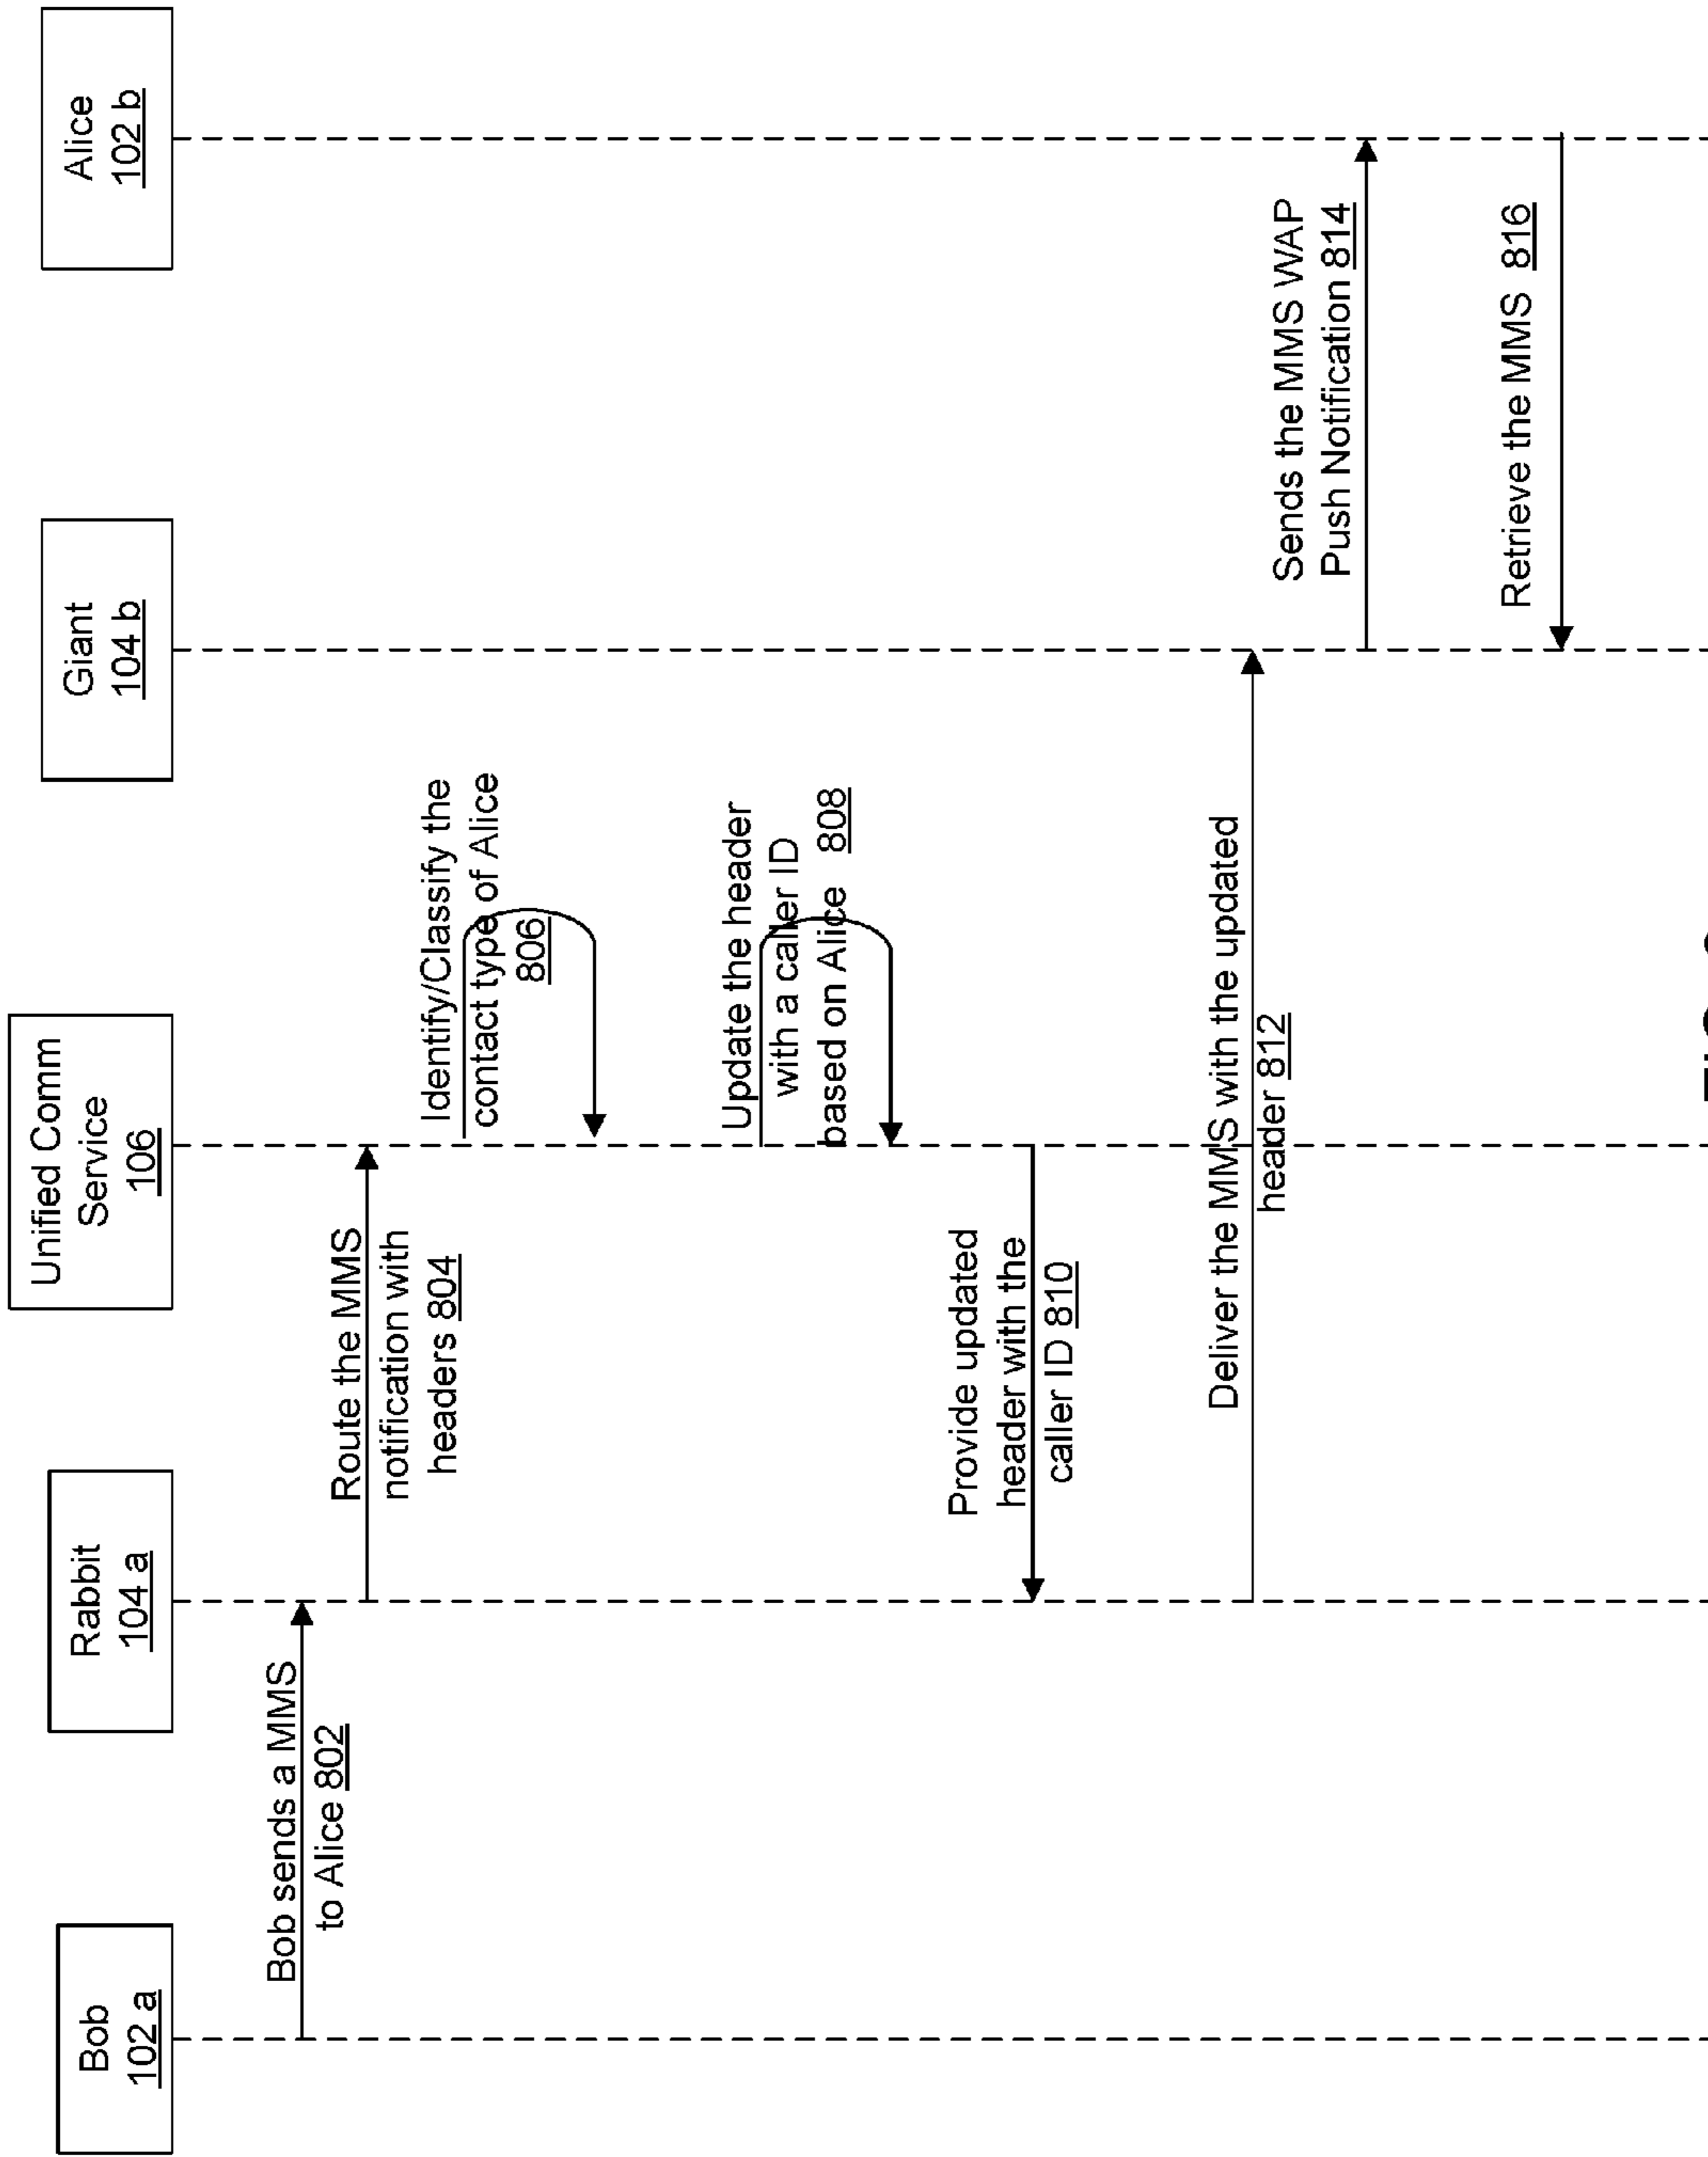 Bob
102 a
Rabbit
104 a
Unified Comm
Service
106
Giant
104 b
Alice
102 b
Bob sends a MMS
to Alice 802
Route the MMS
notification with
headers 804
Identify/Classify the
contact type of Alice
806
Update the header
with a caller ID
based on Alice 808
Provide updated
header with the
caller ID 810
Deliver the MMS with the updated
header 812
Sends the MMS WAP
Push Notification 814
Retrieve the MMS 816